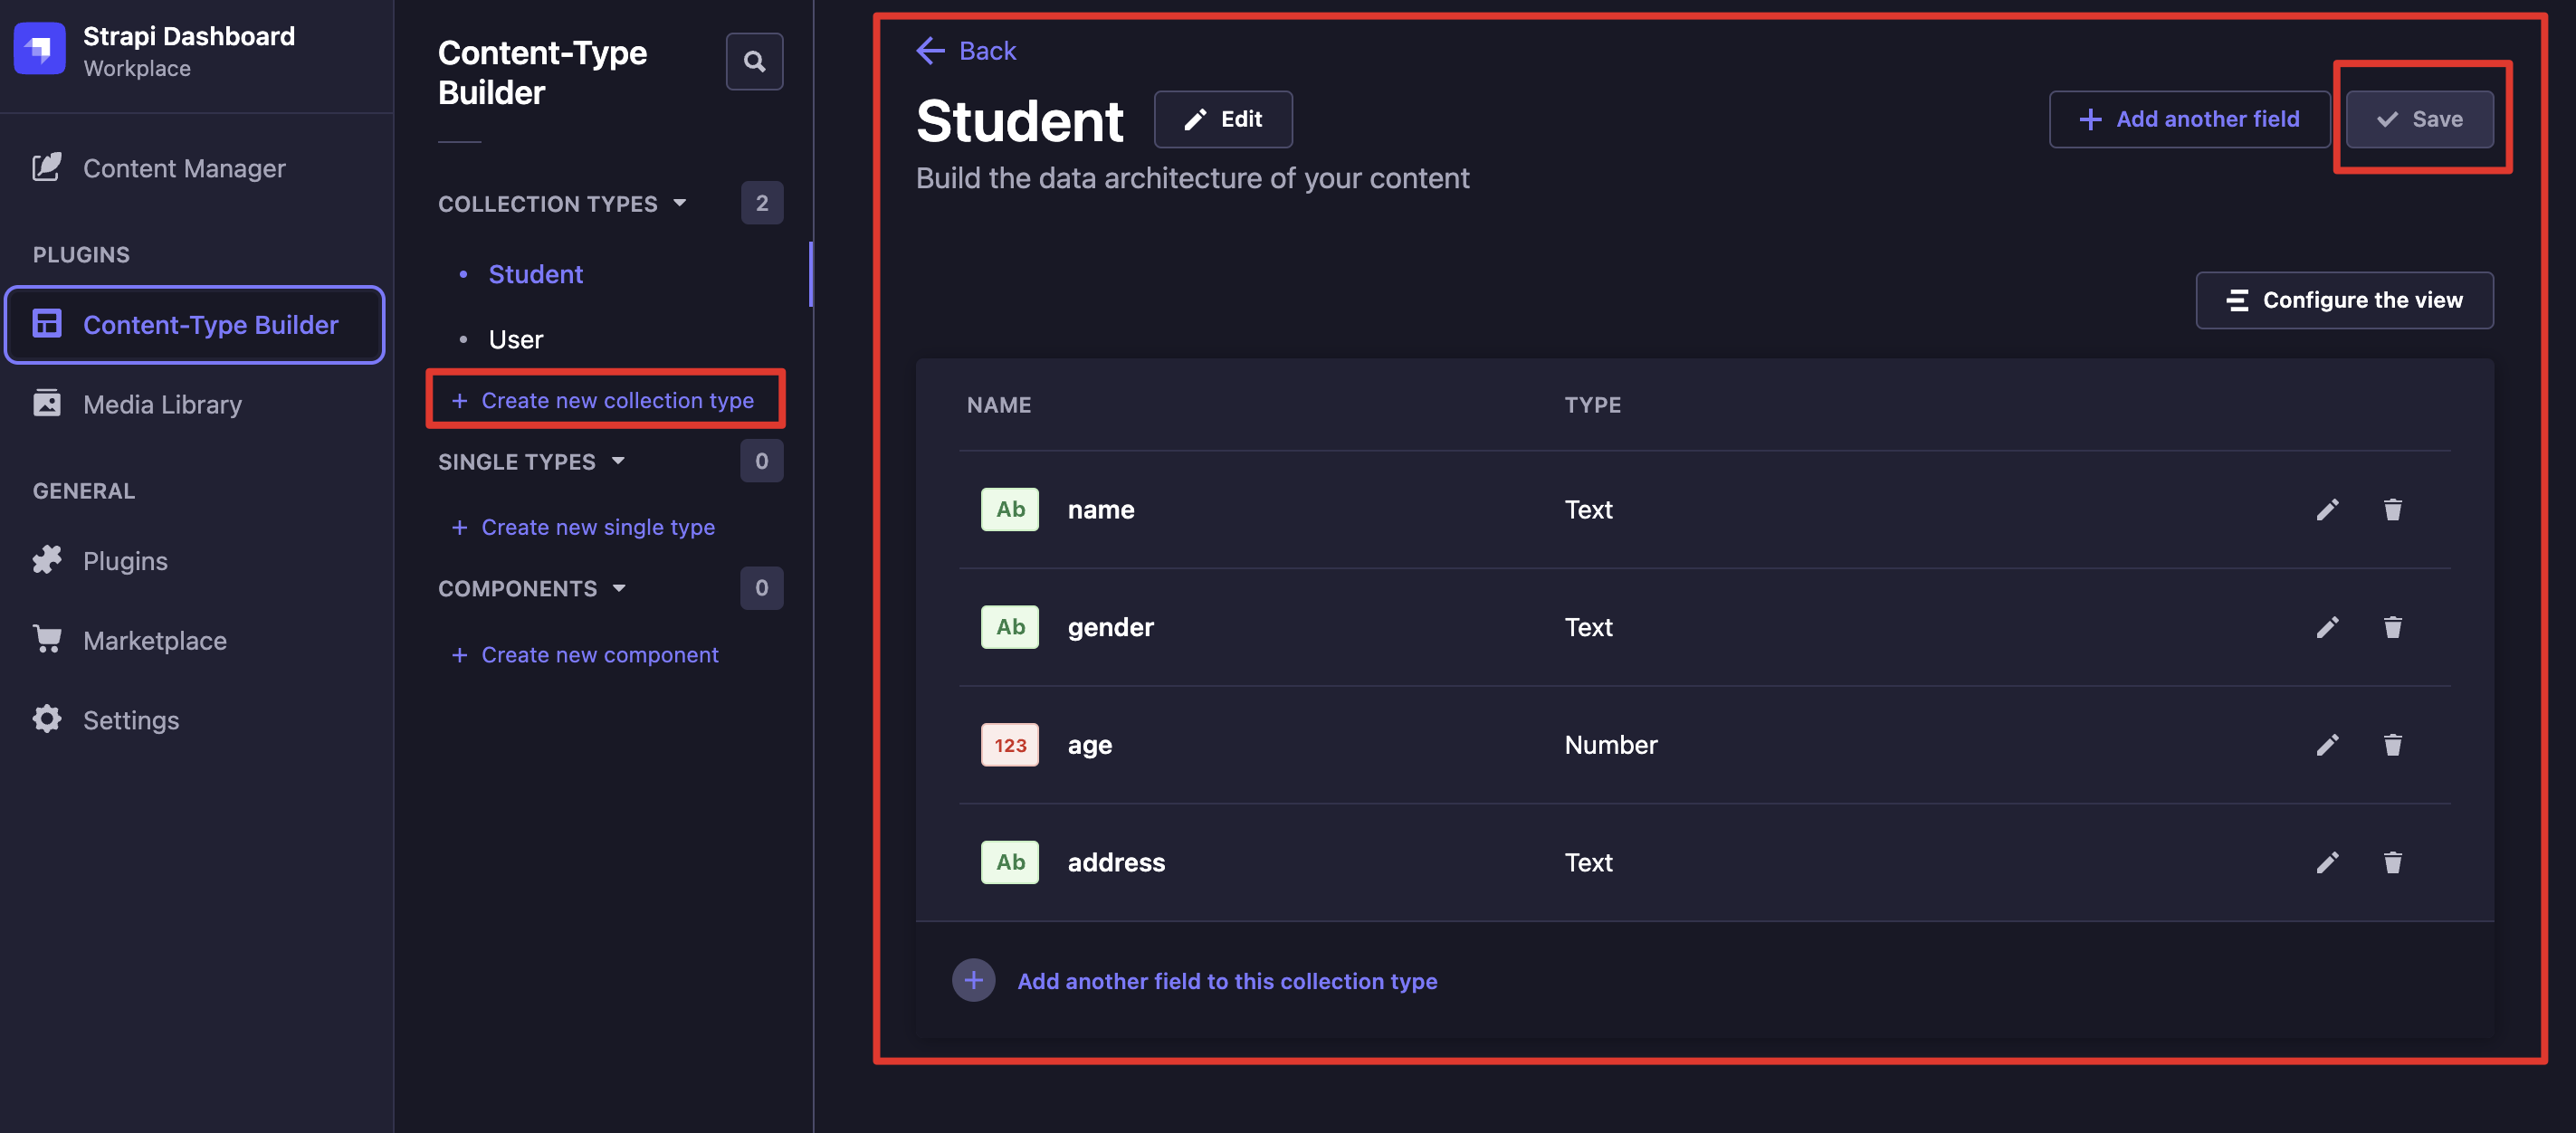 Strapi Dashboard
Workplace
Content Manager
PLUGINS
Content-Type Builder
Media Library
GENERAL
Plugins
Marketplace
Settings
Content-Type
Builder
COLLECTION TYPES 2
Student
User
+ Create new collection type
SINGLE TYPES 0
+ Create new single type
COMPONENTS 0
+ Create new component
Back
Student Edit + Add another field Save
Build the data architecture of your content
Configure the view
NAME TYPE
Ab name Text
Ab gender Text
123 age Number
Ab address Text
+ Add another field to this collection type